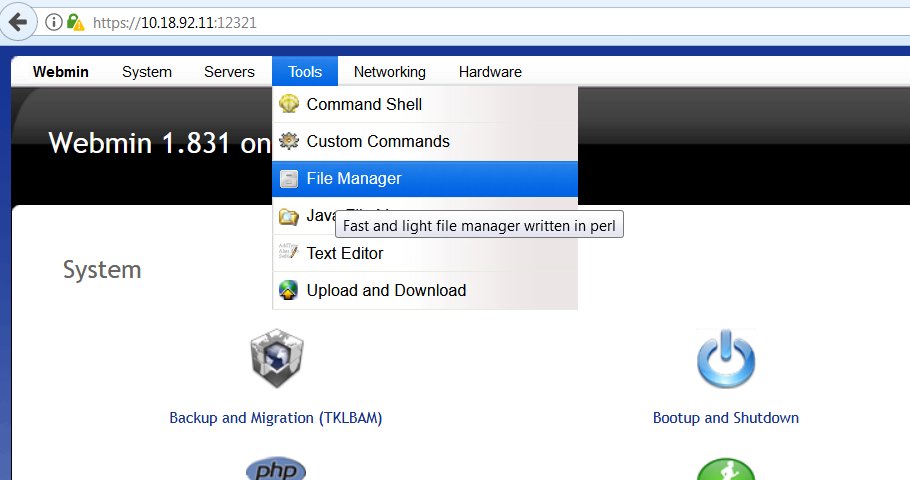 https://10.18.92.11:12321
Webmin System Servers Tools Networking Hardware
Command Shell
Webmin 1.831 on
Custom Commands
File Manager
Java
Fast and light file manager written in perl
Text Editor
System
Upload and Download
Backup and Migration (TKLBAM) Bootup and Shutdown
php